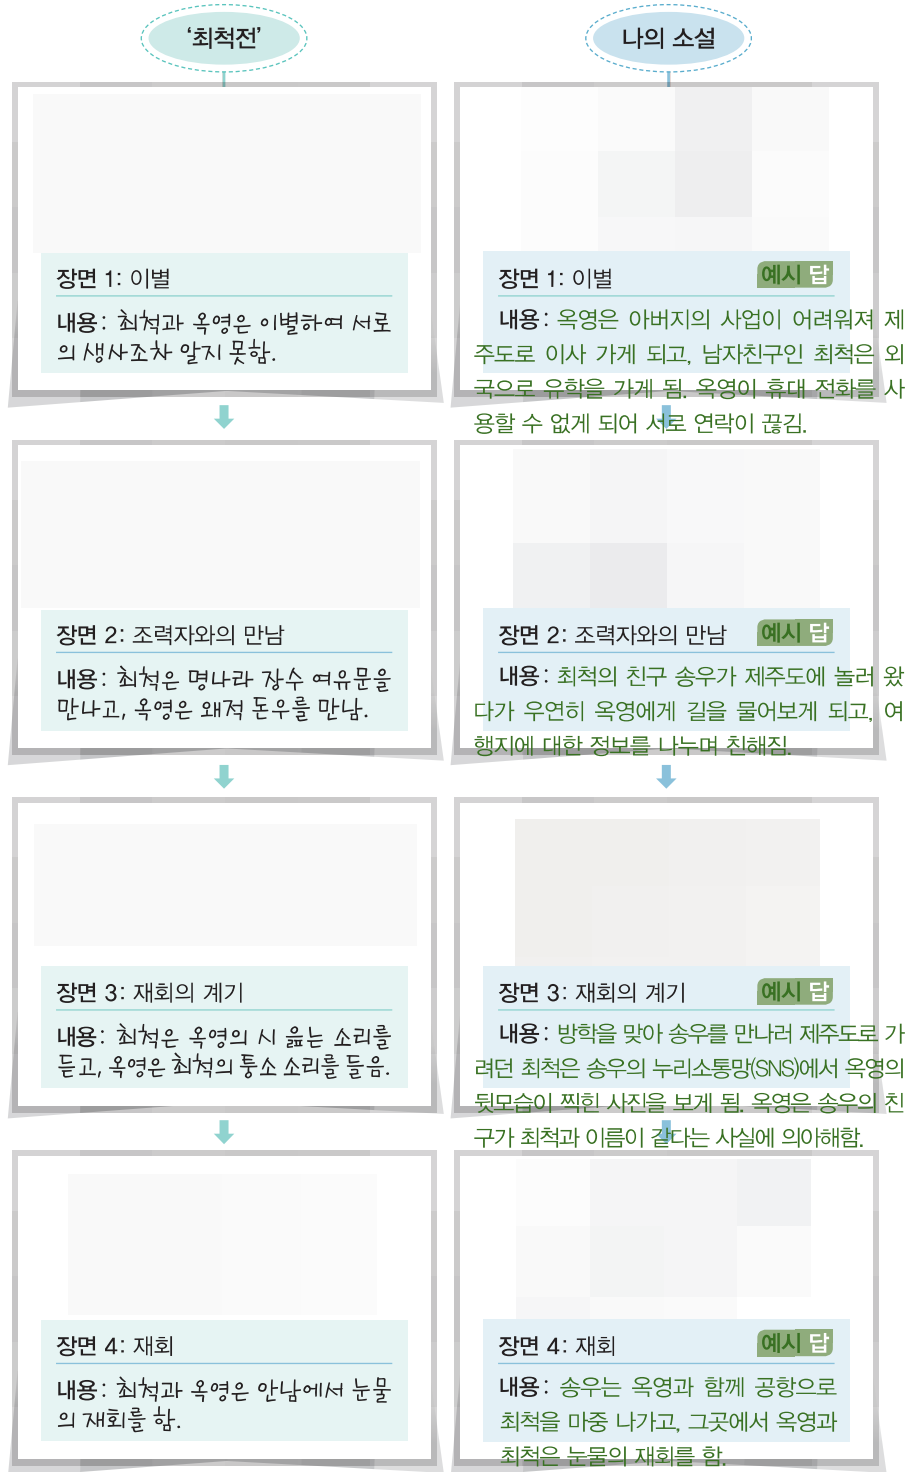 ‘최척전’
장면 1: 이별
내용: 최척과 옥영은 이별하여 서로
의 생사조차 알지 못함.
장면 2: 조력자와의 만남
내용: 최척은 명나라 장수 여유문을
만나고, 옥영은 왜적 돈우를 만남.
장면 3: 재회의 계기
내용: 최척은 옥영의 시 읊는 소리를
듣고, 옥영은 최척의 퉁소 소리를 들음.
장면 4: 재회
내용: 최척과 옥영은 안남에서 눈물
의 재회를 함.
나의 소설
장면 1: 이별 예시 답
내용: 옥영은 아버지의 사업이 어려워져 제
주도로 이사 가게 되고, 남자친구인 최척은 외
국으로 유학을 가게 됨. 옥영이 휴대 전화를 사
용할 수 없게 되어 서로 연락이 끊김.
장면 2: 조력자와의 만남 예시 답
내용: 최척의 친구 송우가 제주도에 놀러 왔
다가 우연히 옥영에게 길을 물어보게 되고, 여
행지에 대한 정보를 나누며 친해짐.
장면 3: 재회의 계기 예시 답
내용: 방학을 맞아 송우를 만나러 제주도로 가
려던 최척은 송우의 누리소통망(SNS)에서 옥영의
뒷모습이 찍힌 사진을 보게 됨. 옥영은 송우의 친
구가 최척과 이름이 같다는 사실에 의아해함.
장면 4: 재회 예시 답
내용: 송우는 옥영과 함께 공항으로
최척을 마중 나가고, 그곳에서 옥영과
최척은 눈물의 재회를 함.